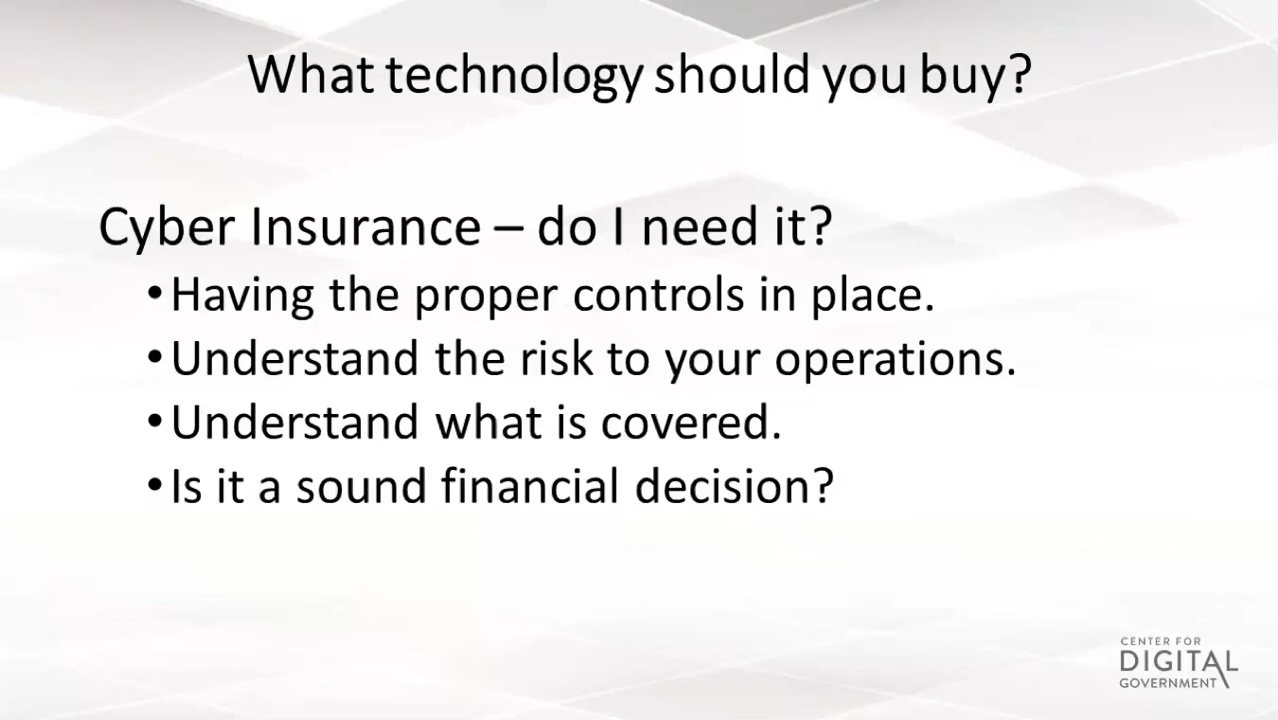 What technology should you buy?
Cyber Insurance – do I need it?
•Having the proper controls in place.
•Understand the risk to your operations.
•Understand what is covered.
•Is it a sound financial decision?
CENTER FOR
DIGITAL
GOVERNMENT